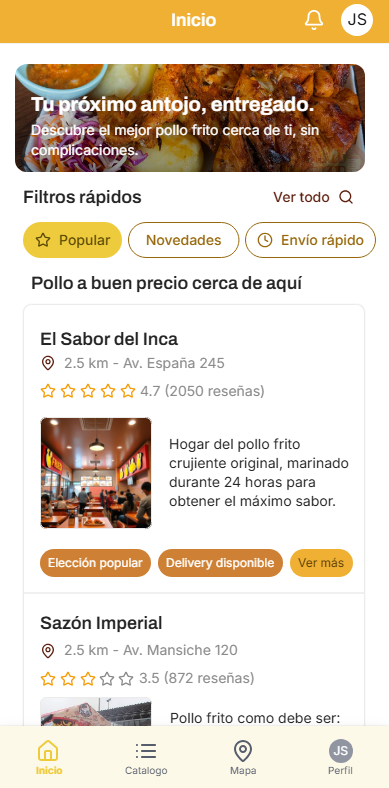 Inicio
JS
Tu próximo antojo, entregado.
Descubre el mejor pollo frito cerca de ti, sin
complicaciones.
Filtros rápidos
Ver todo
Popular
Novedades
Envío rápido
Pollo a buen precio cerca de aquí
El Sabor del Inca
2.5 km - Av. España 245
4.7 (2050 reseñas)
Hogar del pollo frito
crujiente original, marinado
durante 24 horas para
obtener el máximo sabor.
Elección popular
Delivery disponible
Ver más
Sazón Imperial
2.5 km - Av. Mansiche 120
3.5 (872 reseñas)
Pollo frito como debe ser:
Inicio
Catalogo
Mapa
JS
Perfil